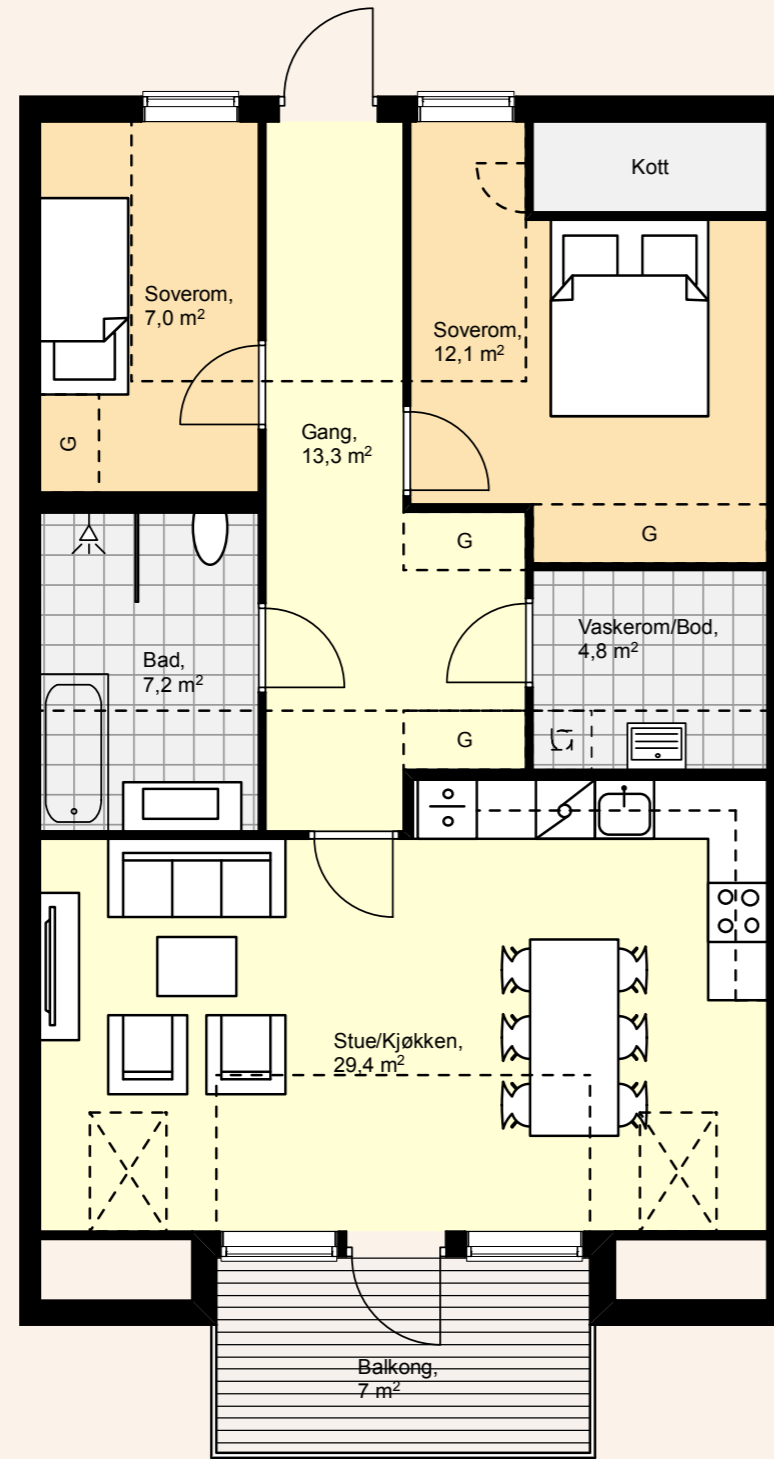 Kott
Soverom,
7,0 m²
Soverom,
12,1 m²
Gang,
13,3 m²
G
G
G
Vaskerom/Bod,
4,8 m²
Bad,
7,2 m²
G
Stue/Kjøkken,
29,4 m²
Balkong,
7 m²